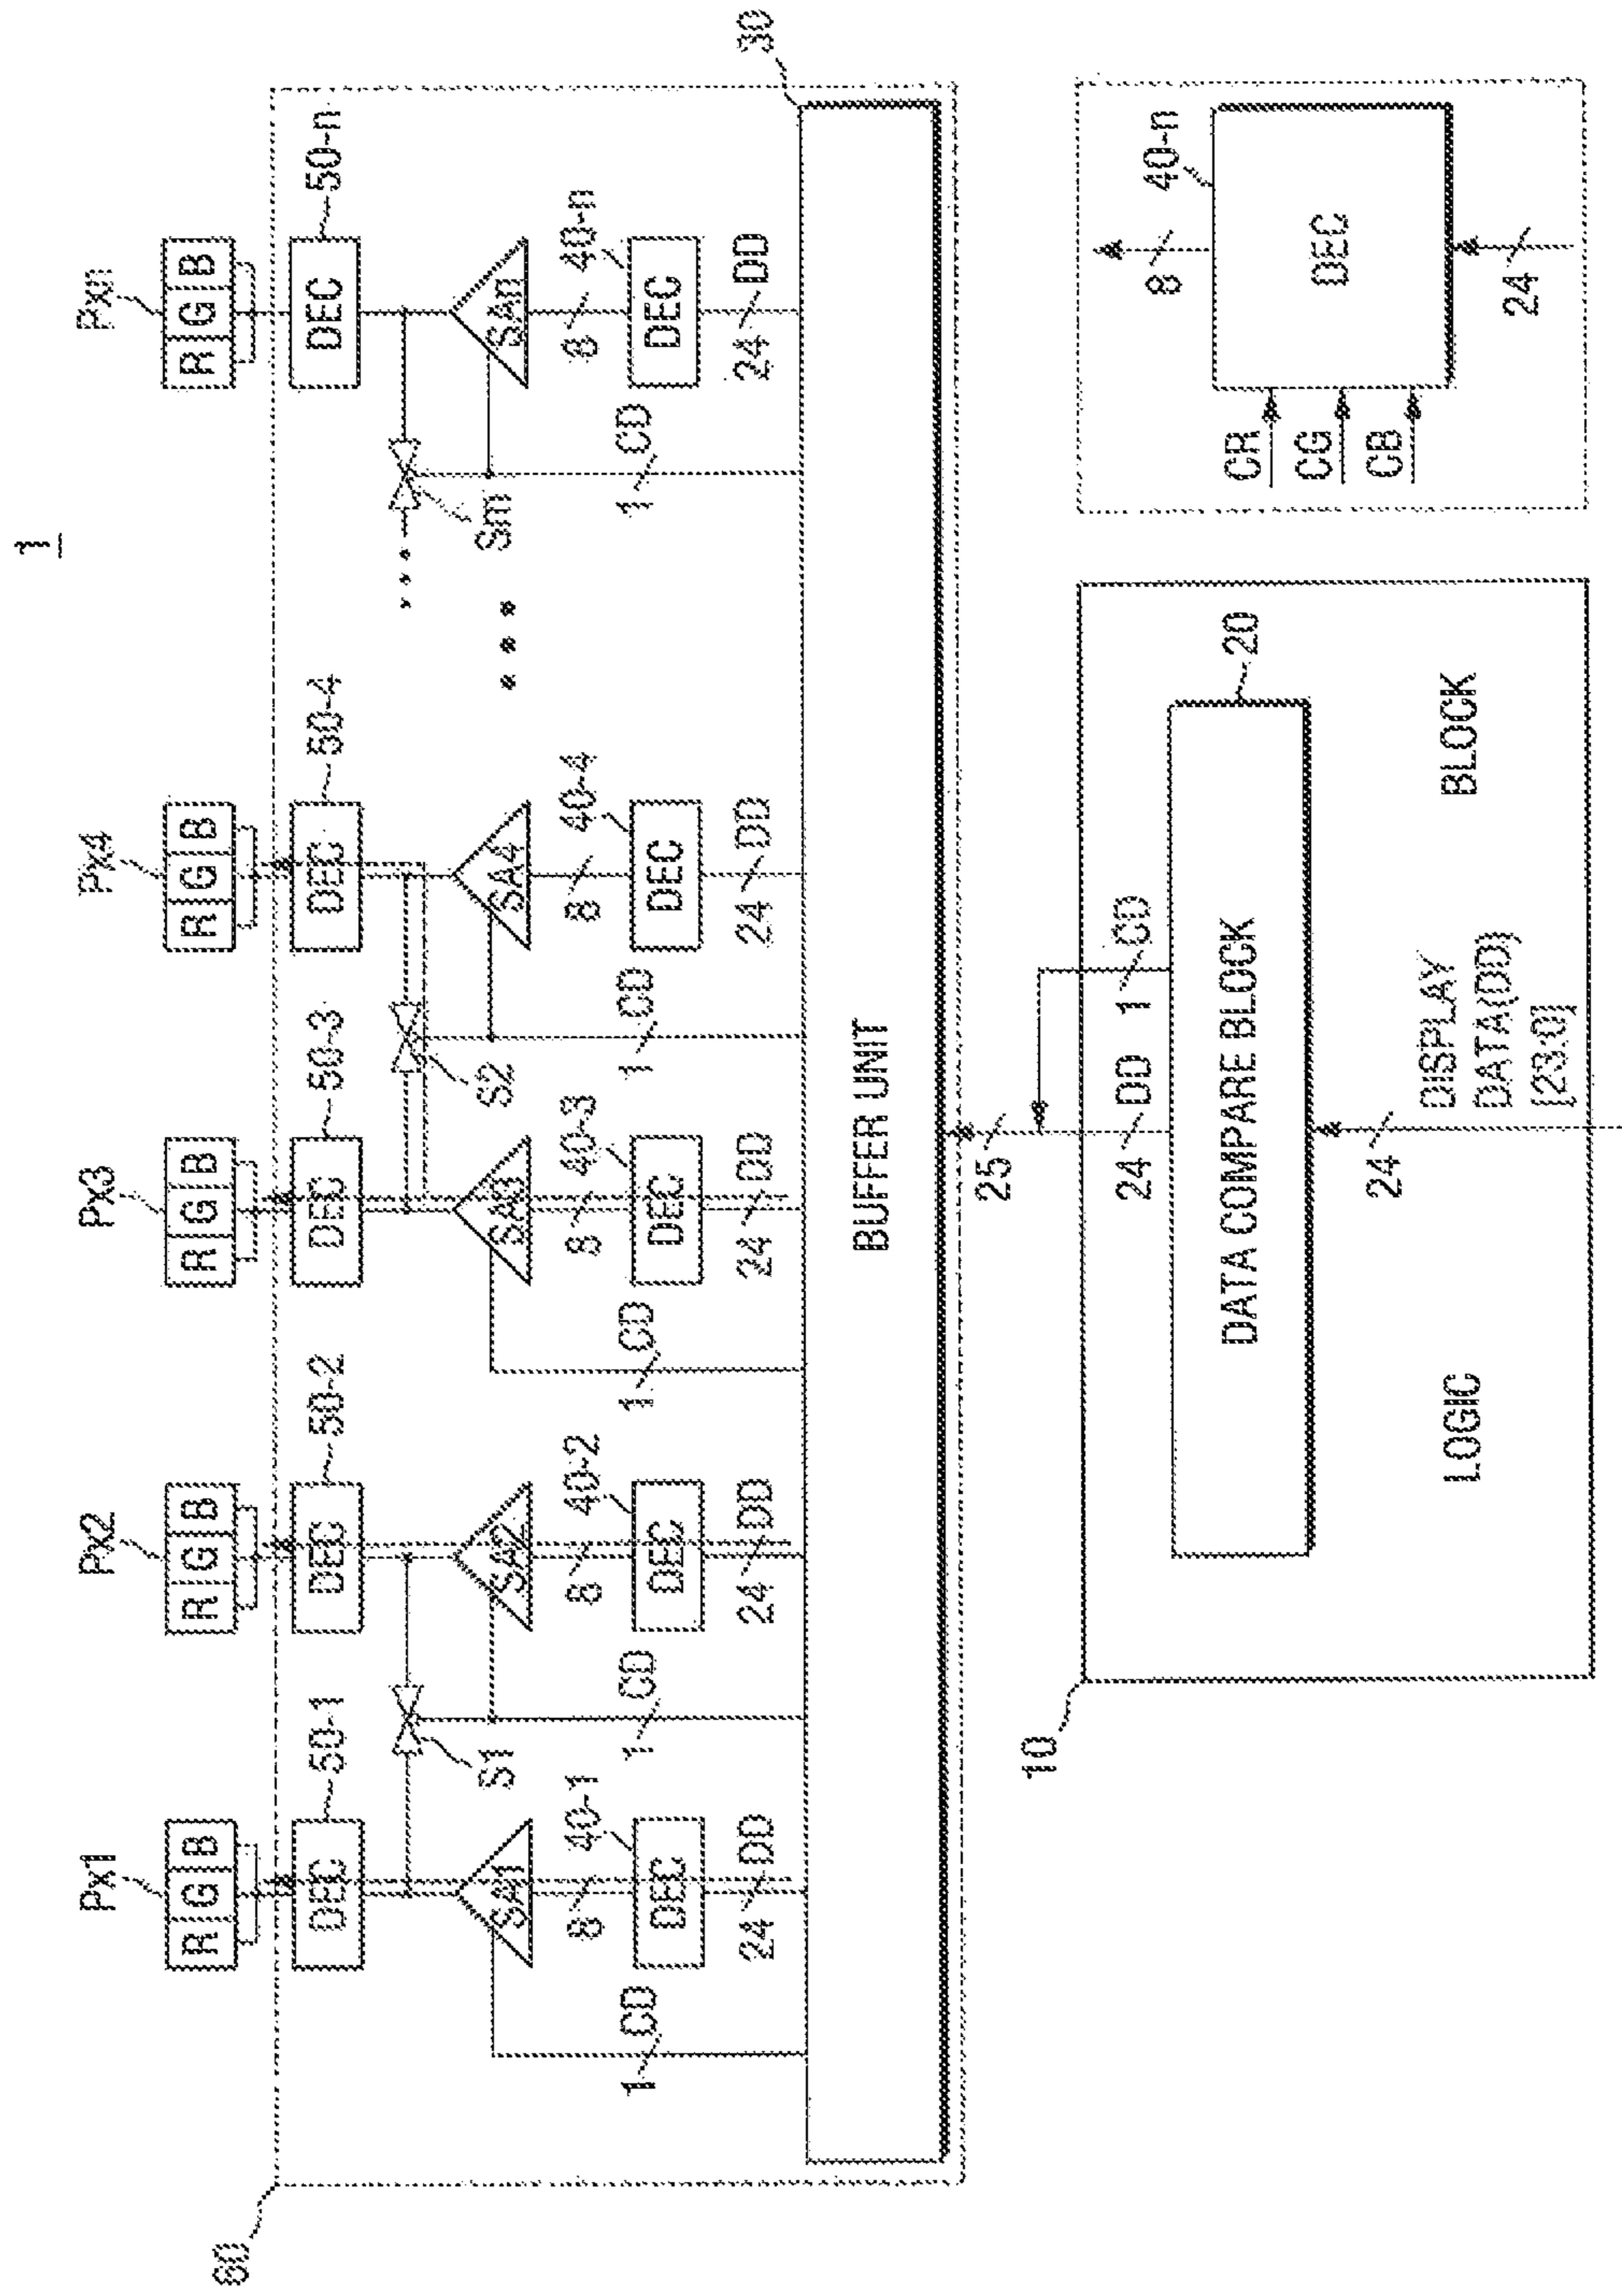 1
Px1
Px2
Px3
Px4
Pxn
R G B
R G B
R G B
R G B
R G B
60
DEC
50-1
DEC
50-2
DEC
50-3
DEC
50-4
DEC
50-n
S1
S2
Sm
SA1
SA2
SA3
SA4
SAn
1 CD
8
40-1
1 CD
8
40-2
1 CD
8
40-3
1 CD
8
40-4
1 CD
8
40-n
DEC
DEC
DEC
DEC
DEC
24 DD
24 DD
24 DD
24 DD
24 DD
30
BUFFER UNIT
25
10
24 DD
1 CD
20
DATA COMPARE BLOCK
24
DISPLAY
DATA(DD)
[23:0]
LOGIC
BLOCK
8
40-n
CR
CG
CB
DEC
24